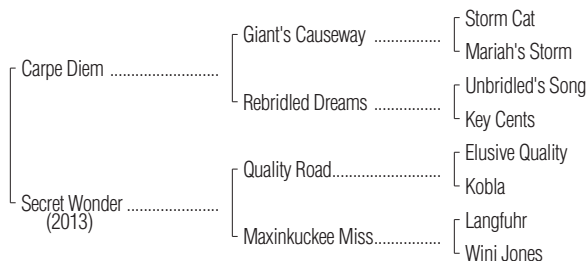 Storm Cat
Giant's Causeway ................
Mariah's Storm
Carpe Diem ..........................
Unbridled's Song
Rebridled Dreams ................
Key Cents
Elusive Quality
Quality Road.........................
Kobla
Secret Wonder ......................
(2013)
Langfuhr
Maxinkuckee Miss................
Wini Jones